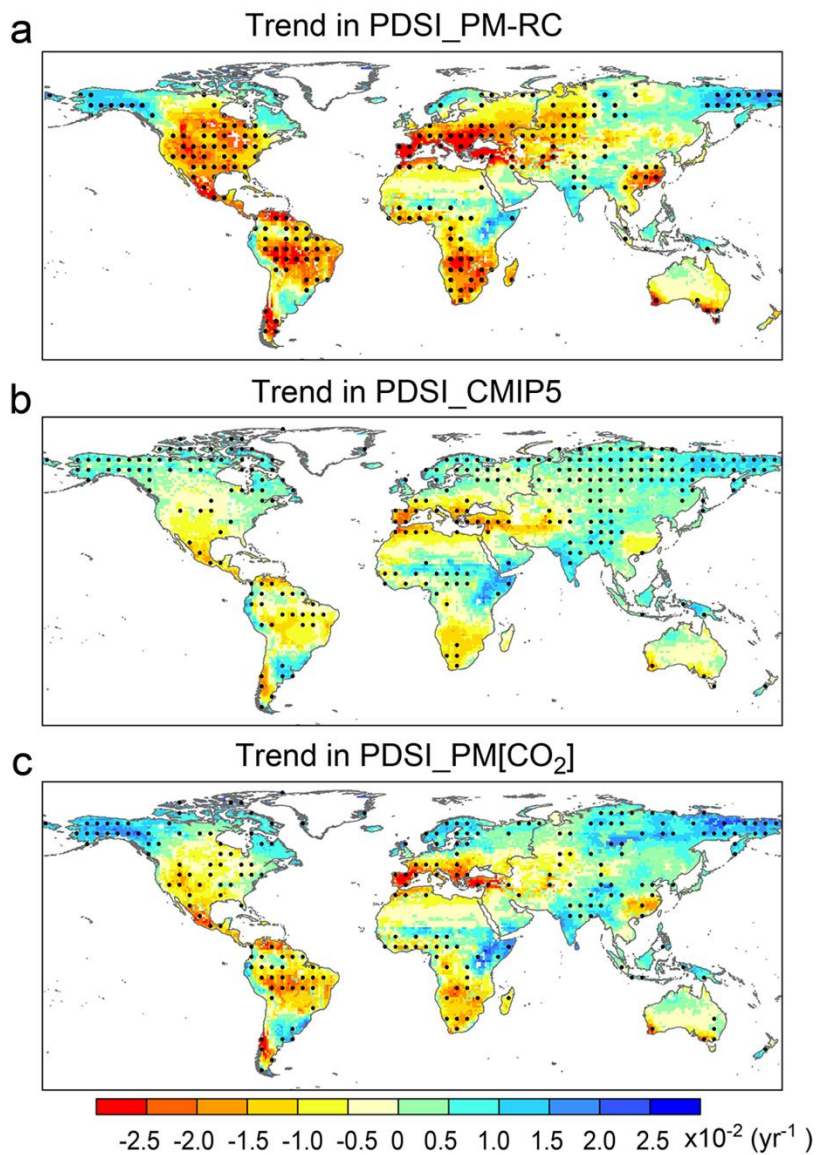 a
Trend in PDSI_PM-RC
b
Trend in PDSI_CMIP5
c
Trend in PDSI_PM[CO₂]
-2.5 -2.0 -1.5 -1.0 -0.5 0 0.5 1.0 1.5 2.0 2.5 x10⁻² (yr⁻¹)